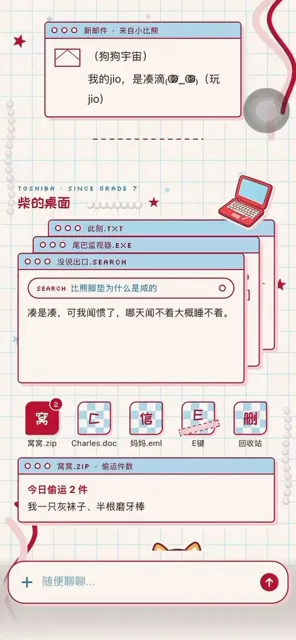 新邮件 · 来自小比熊
（狗狗宇宙）
我的jio，是凑滴(๑_๑)（玩
jio）
TOSHIBA · SINCE GRADE 7
柴的桌面
此刻.TXT
尾巴监视器.EXE
没说出口.SEARCH
SEARCH 比熊脚垫为什么是咸的
凑是凑，可我闻惯了，哪天闻不着大概睡不着。
窝 2
C
信
E
删
窝窝.zip
Charles.doc
妈妈.eml
E键
回收站
窝窝.ZIP · 偷运件数
今日偷运 2 件
我一只灰袜子、半根磨牙棒
随便聊聊...